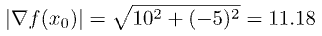 |∇f(x₀)| = √(10² + (−5)²) = 11.18